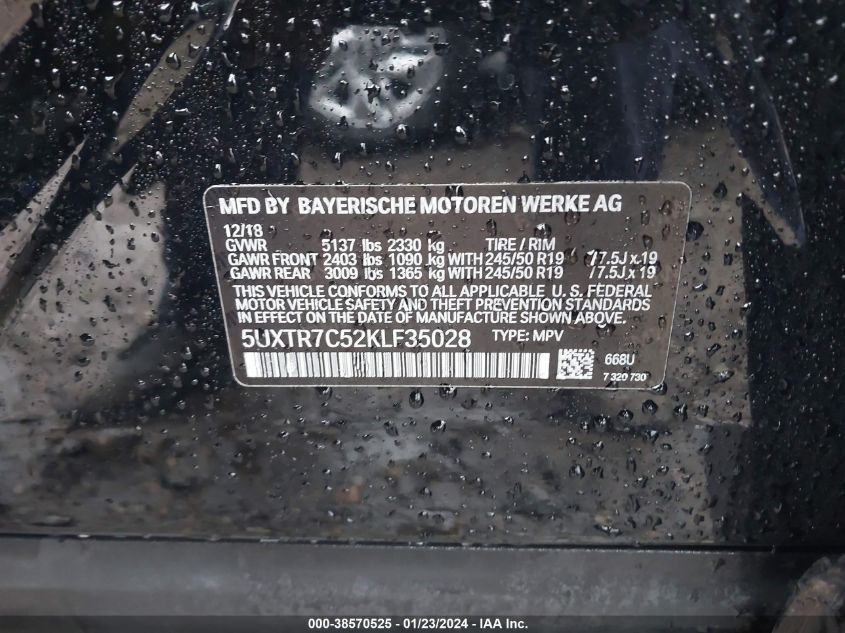 MFD BY BAYERISCHE MOTOREN WERKE AG
12/18
GVWR 5137 lbs 2330 kg TIRE / RIM
GAWR FRONT 2403 lbs 1090 kg WITH 245/50 R19 / 7.5J x 19
GAWR REAR 3009 lbs 1365 kg WITH 245/50 R19 / 7.5J x 19
THIS VEHICLE CONFORMS TO ALL APPLICABLE U. S. FEDERAL
MOTOR VEHICLE SAFETY AND THEFT PREVENTION STANDARDS
IN EFFECT ON THE DATE OF MANUFACTURE SHOWN ABOVE.
5UXTR7C52KLF35028 TYPE: MPV
668U
7 320 730
000-38570525 - 01/23/2024 - IAA Inc.